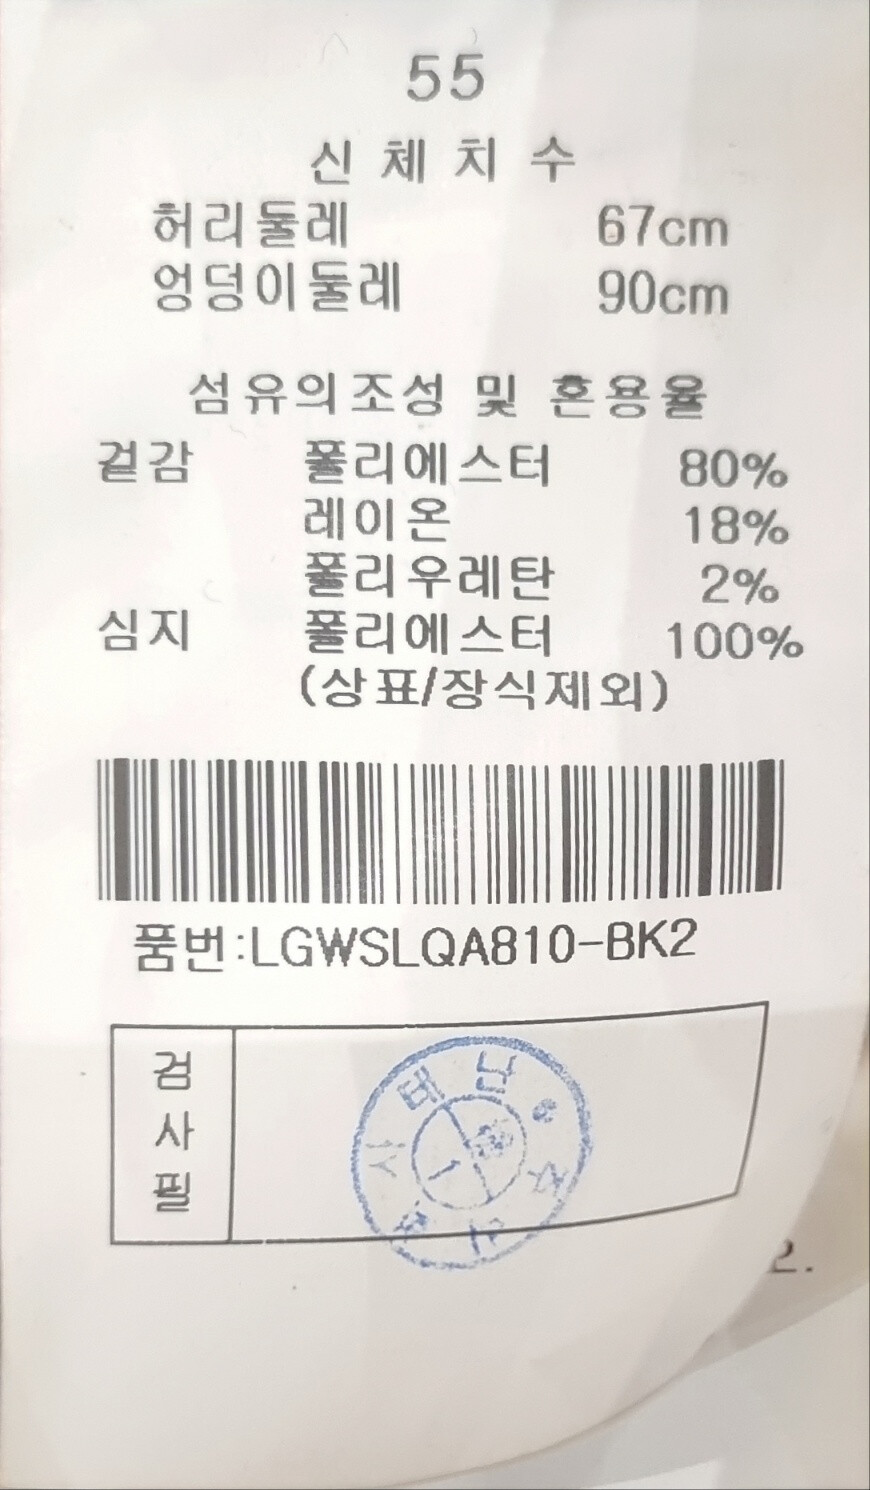 55
신체치수
허리둘레 67cm
엉덩이둘레 90cm
섬유의조성 및 혼용율
겉감 폴리에스터 80%
레이온 18%
폴리우레탄 2%
심지 폴리에스터 100%
(상표/장식제외)
품번:LGWSLQA810-BK2
검사필
2.